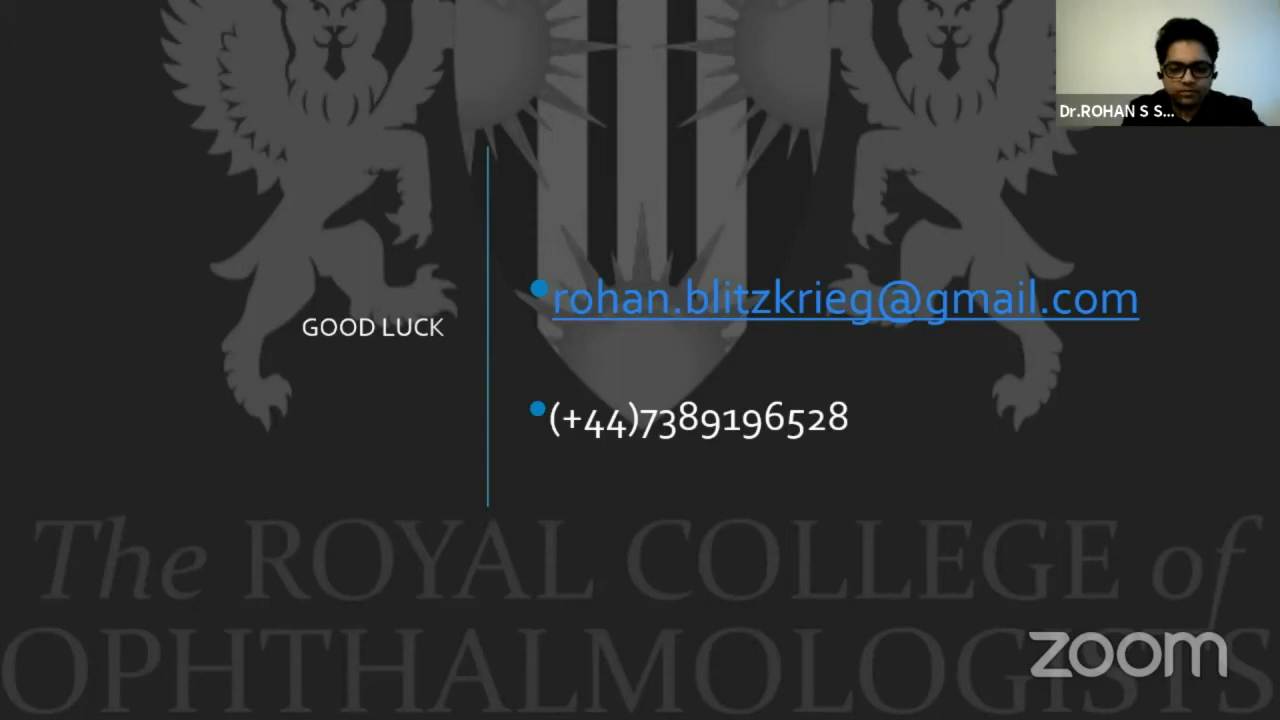 Dr.ROHAN S S...
GOOD LUCK
rohan.blitzkrieg@gmail.com
(+44)7389196528
The ROYAL COLLEGE of
OPHTHALMOLOGISTS
zoom